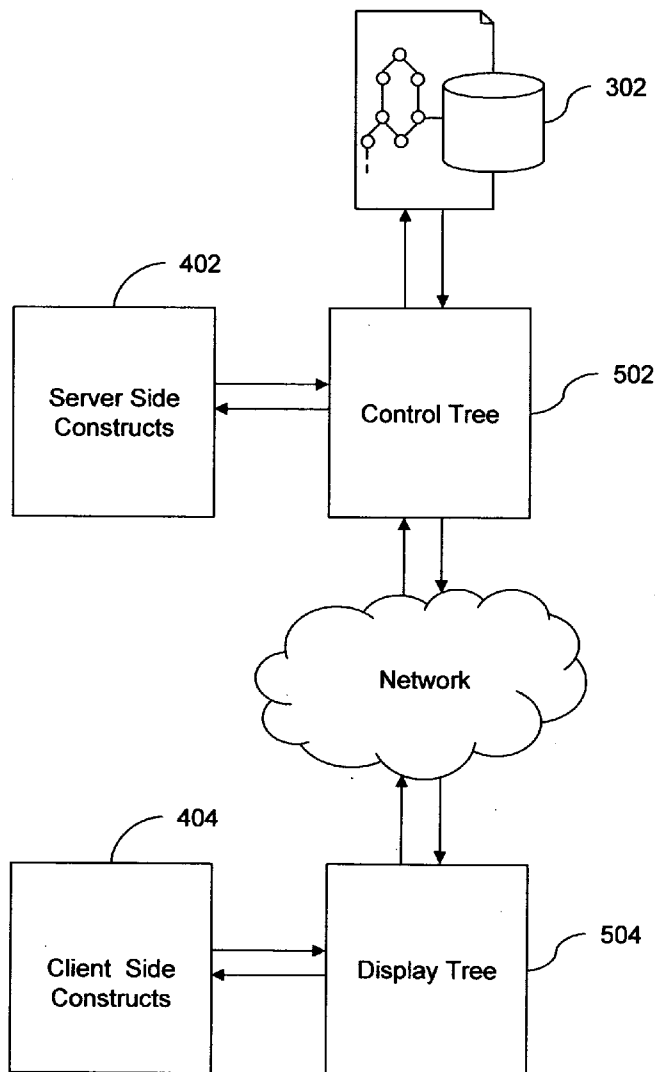 302
402
502
Server Side
Constructs
Control Tree
Network
404
504
Client Side
Constructs
Display Tree